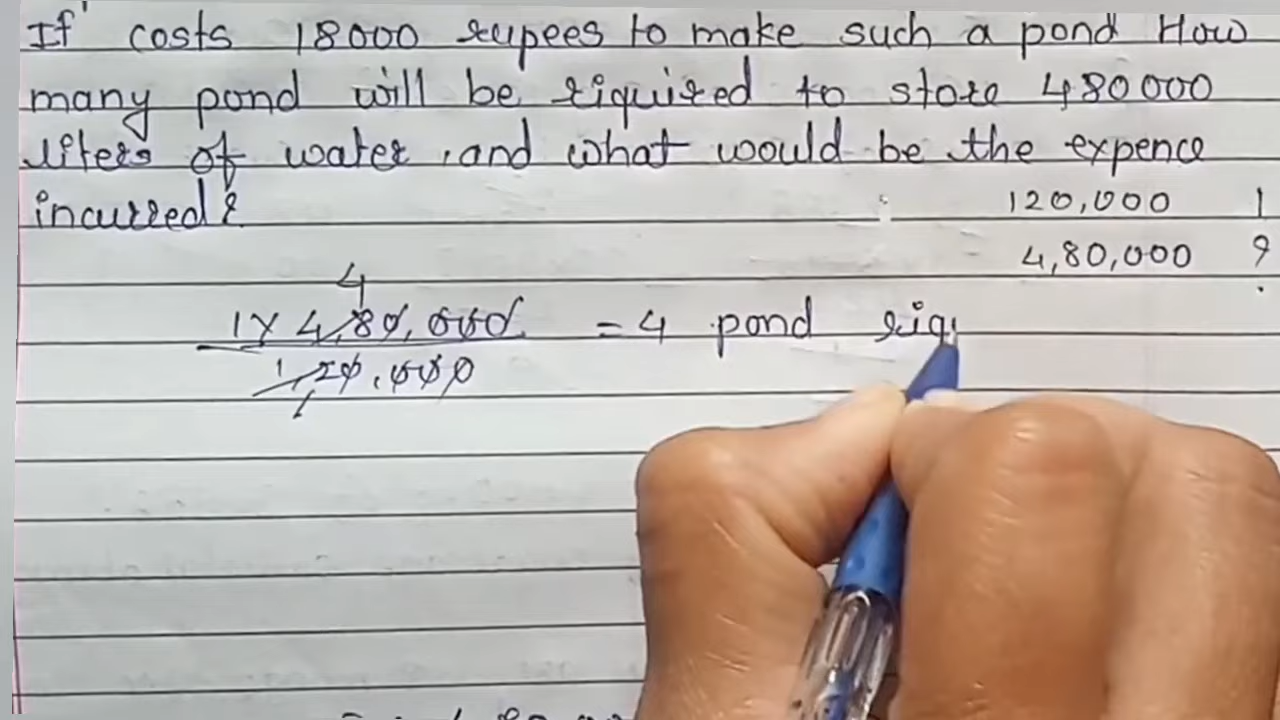 If costs 18000 rupees to make such a pond How
many pond will be riquired to store 480000
liters of water, and what would be the expence
incurred?
120,000 1
4,80,000 ?
4
1X 4,80,000 = 4 pond riq
1,20,000
1